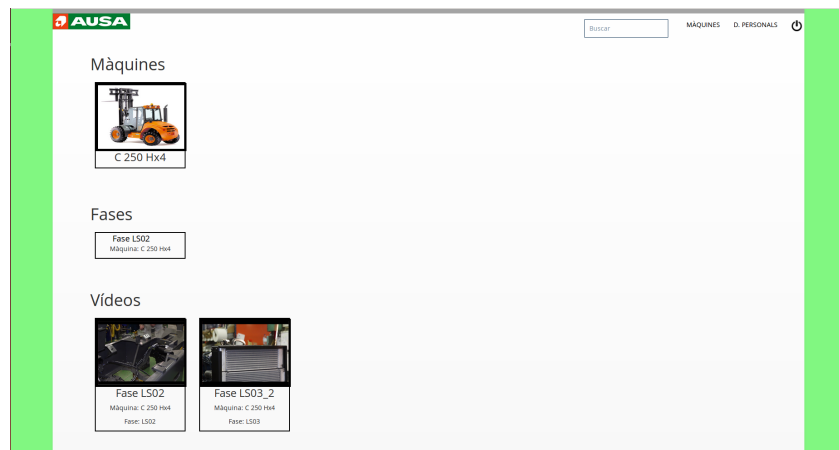 AUSA
Buscar
MÀQUINES
D. PERSONALS
Màquines
C 250 Hx4
Fases
Fase LS02
Màquina: C 250 Hx4
Vídeos
Fase LS02
Màquina: C 250 Hx4
Fase: LS02
Fase LS03_2
Màquina: C 250 Hx4
Fase: LS03